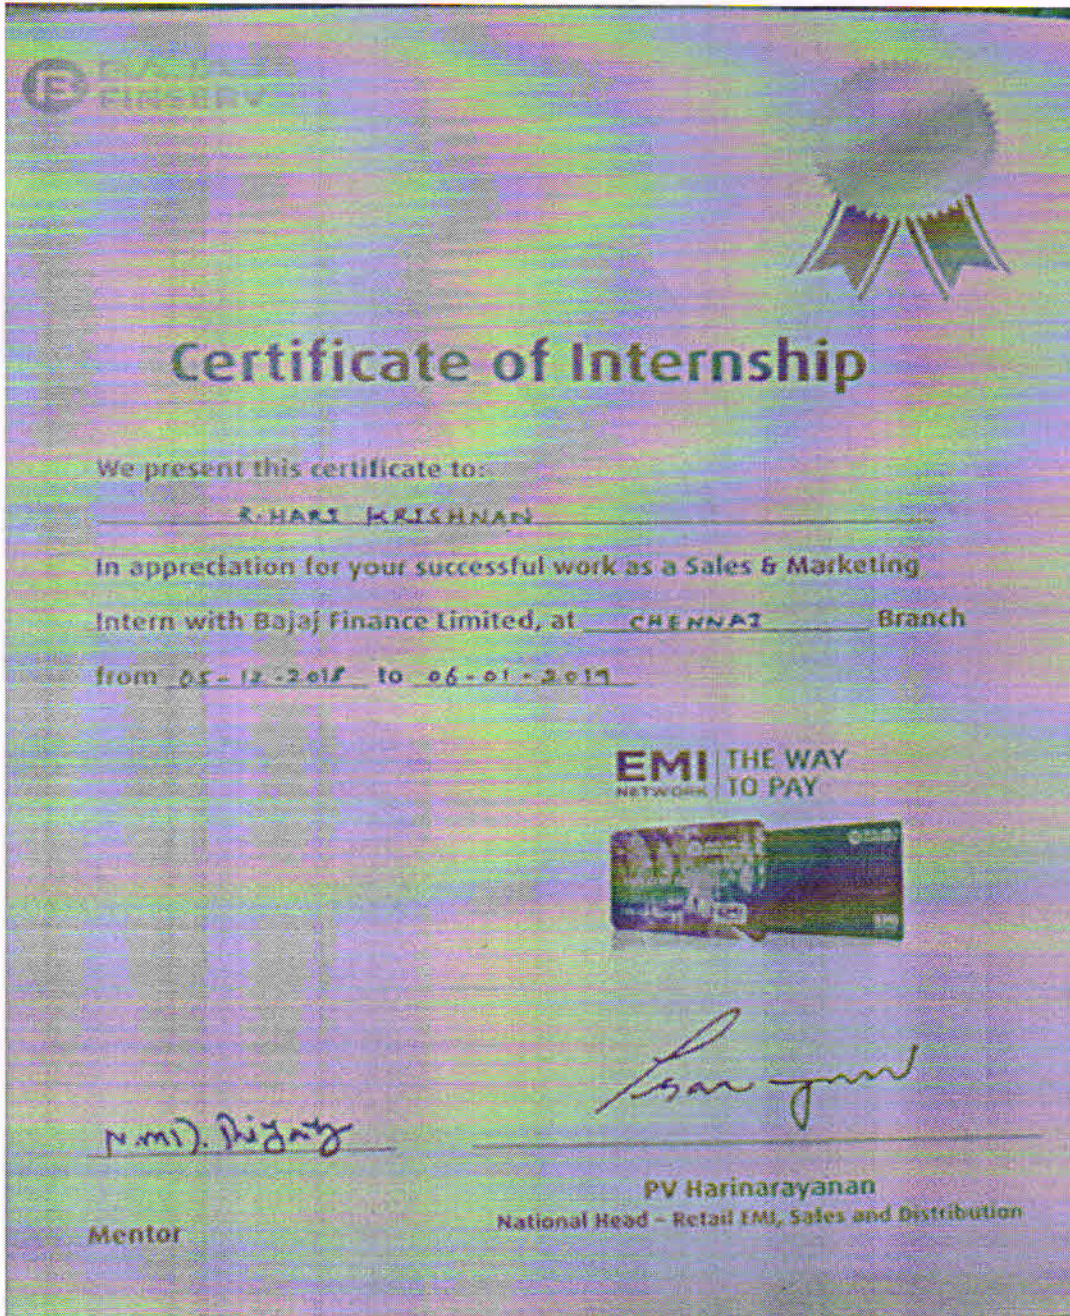 BAJAJ
FINSERV
Certificate of Internship
We present this certificate to:
R. HARI KRISHNAN
In appreciation for your successful work as a Sales & Marketing
Intern with Bajaj Finance Limited, at CHENNAI Branch
from 05-12-2018 to 06-01-2019
EMI THE WAY
NETWORK TO PAY
PV Harinarayanan
National Head – Retail EMI, Sales and Distribution
Mentor